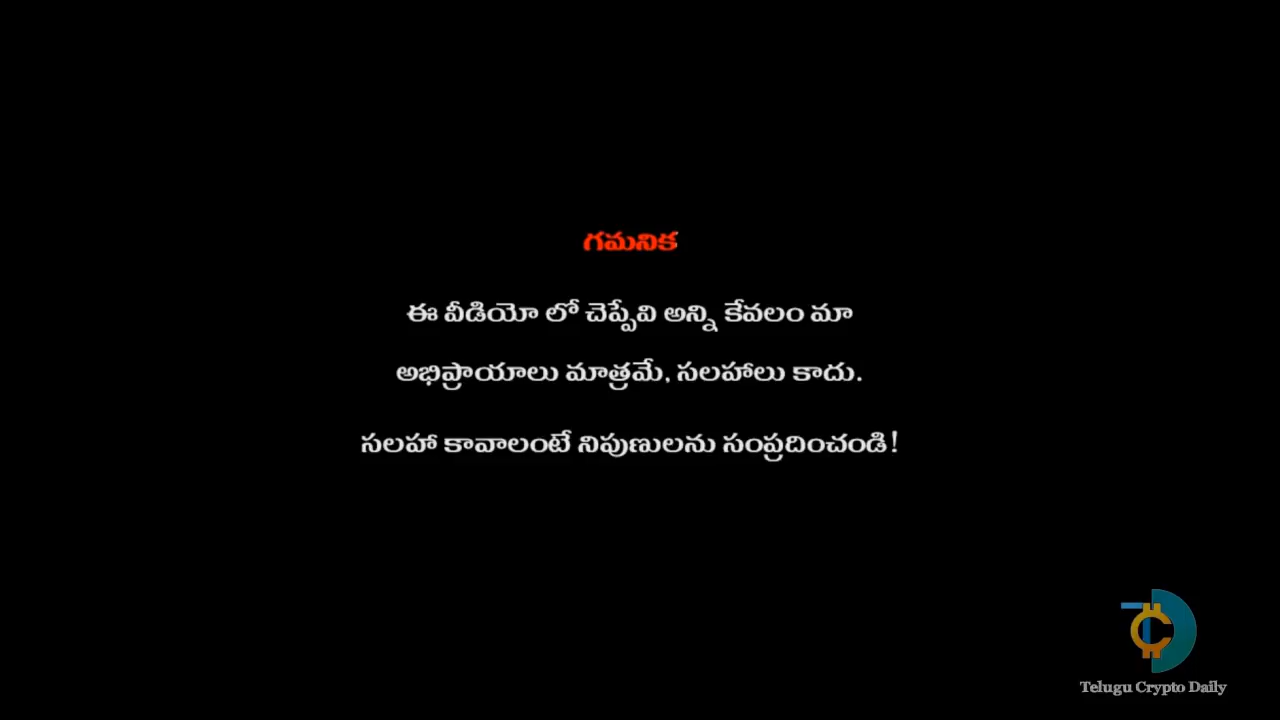 గమనిక
ఈ వీడియో లో చెప్పేవి అన్ని కేవలం మా
అభిప్రాయాలు మాత్రమే, సలహాలు కాదు.
సలహా కావాలంటే నిపుణులను సంప్రదించండి!
Telugu Crypto Daily